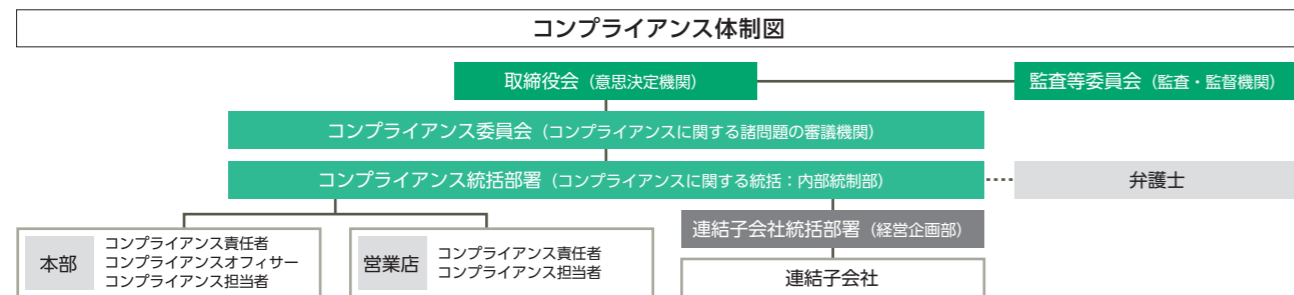 コンプライアンス体制図
取締役会（意思決定機関）
監査等委員会（監査・監督機関）
コンプライアンス委員会（コンプライアンスに関する諸問題の審議機関）
コンプライアンス統括部署（コンプライアンスに関する統括：内部統制部）
弁護士
本部
コンプライアンス責任者
コンプライアンスオフィサー
コンプライアンス担当者
営業店
コンプライアンス責任者
コンプライアンス担当者
連結子会社統括部署（経営企画部）
連結子会社